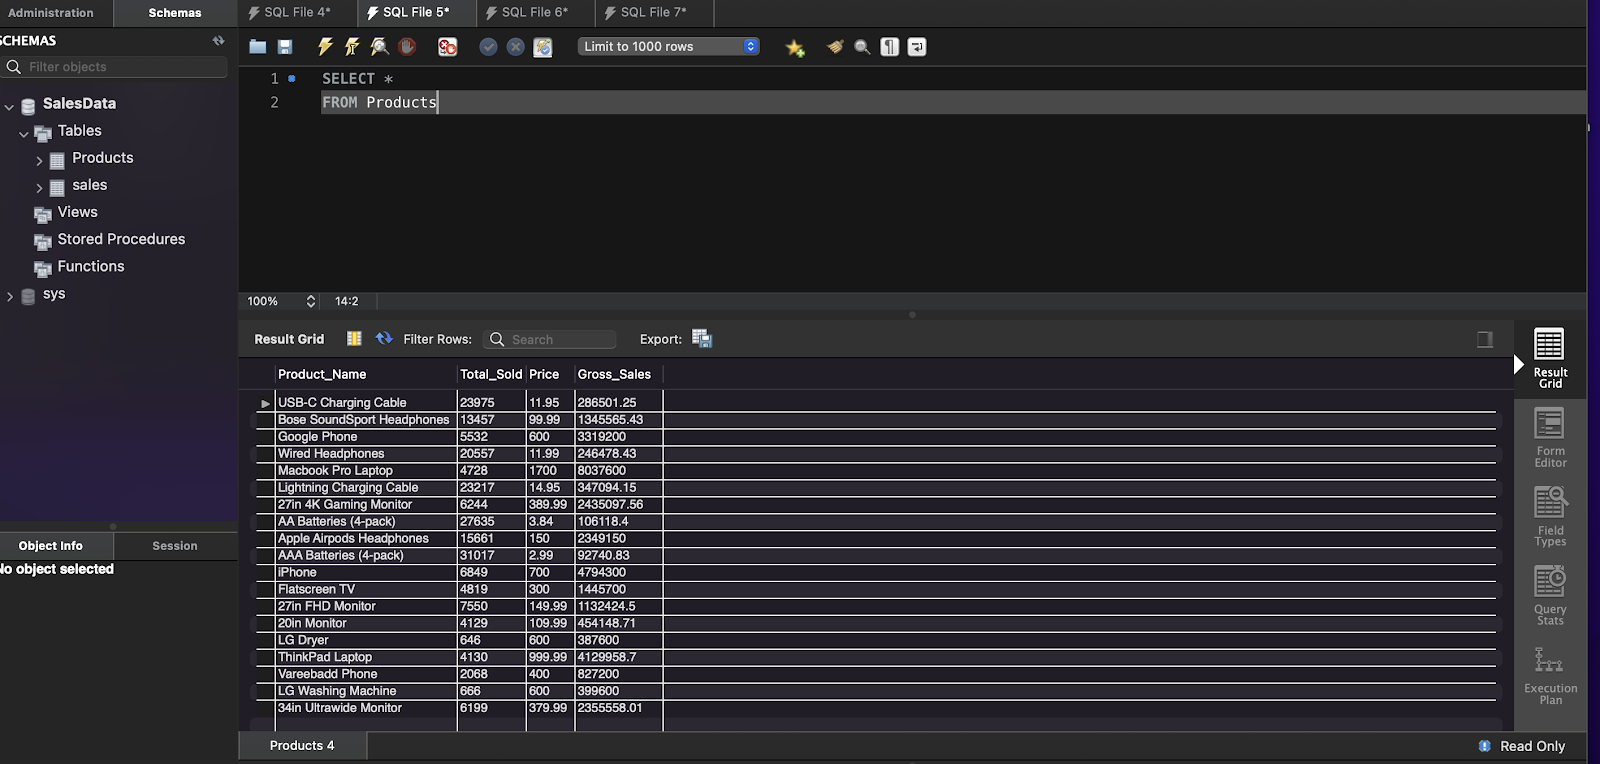 Administration Schemas SQL File 4* SQL File 5* SQL File 6* SQL File 7*
SCHEMAS
Limit to 1000 rows
Filter objects
1 SELECT *
2 FROM Products
SalesData
Tables
Products
sales
Views
Stored Procedures
Functions
sys
100% 14:2
Result Grid Filter Rows: Search Export:
Product_Name Total_Sold Price Gross_Sales
USB-C Charging Cable 23975 11.95 286501.25
Bose SoundSport Headphones 13457 99.99 1345565.43
Google Phone 5532 600 3319200
Wired Headphones 20557 11.99 246478.43
Macbook Pro Laptop 4728 1700 8037600
Lightning Charging Cable 23217 14.95 347094.15
27in 4K Gaming Monitor 6244 389.99 2435097.56
AA Batteries (4-pack) 27635 3.84 106118.4
Apple Airpods Headphones 15661 150 2349150
AAA Batteries (4-pack) 31017 2.99 92740.83
iPhone 6849 700 4794300
Flatscreen TV 4819 300 1445700
27in FHD Monitor 7550 149.99 1132424.5
20in Monitor 4129 109.99 454148.71
LG Dryer 646 600 387600
ThinkPad Laptop 4130 999.99 4129958.7
Vareebadd Phone 2068 400 827200
LG Washing Machine 666 600 399600
34in Ultrawide Monitor 6199 379.99 2355558.01
Result
Grid
Form
Editor
Field
Types
Query
Stats
Execution
Plan
Object Info Session
No object selected
Products 4
Read Only